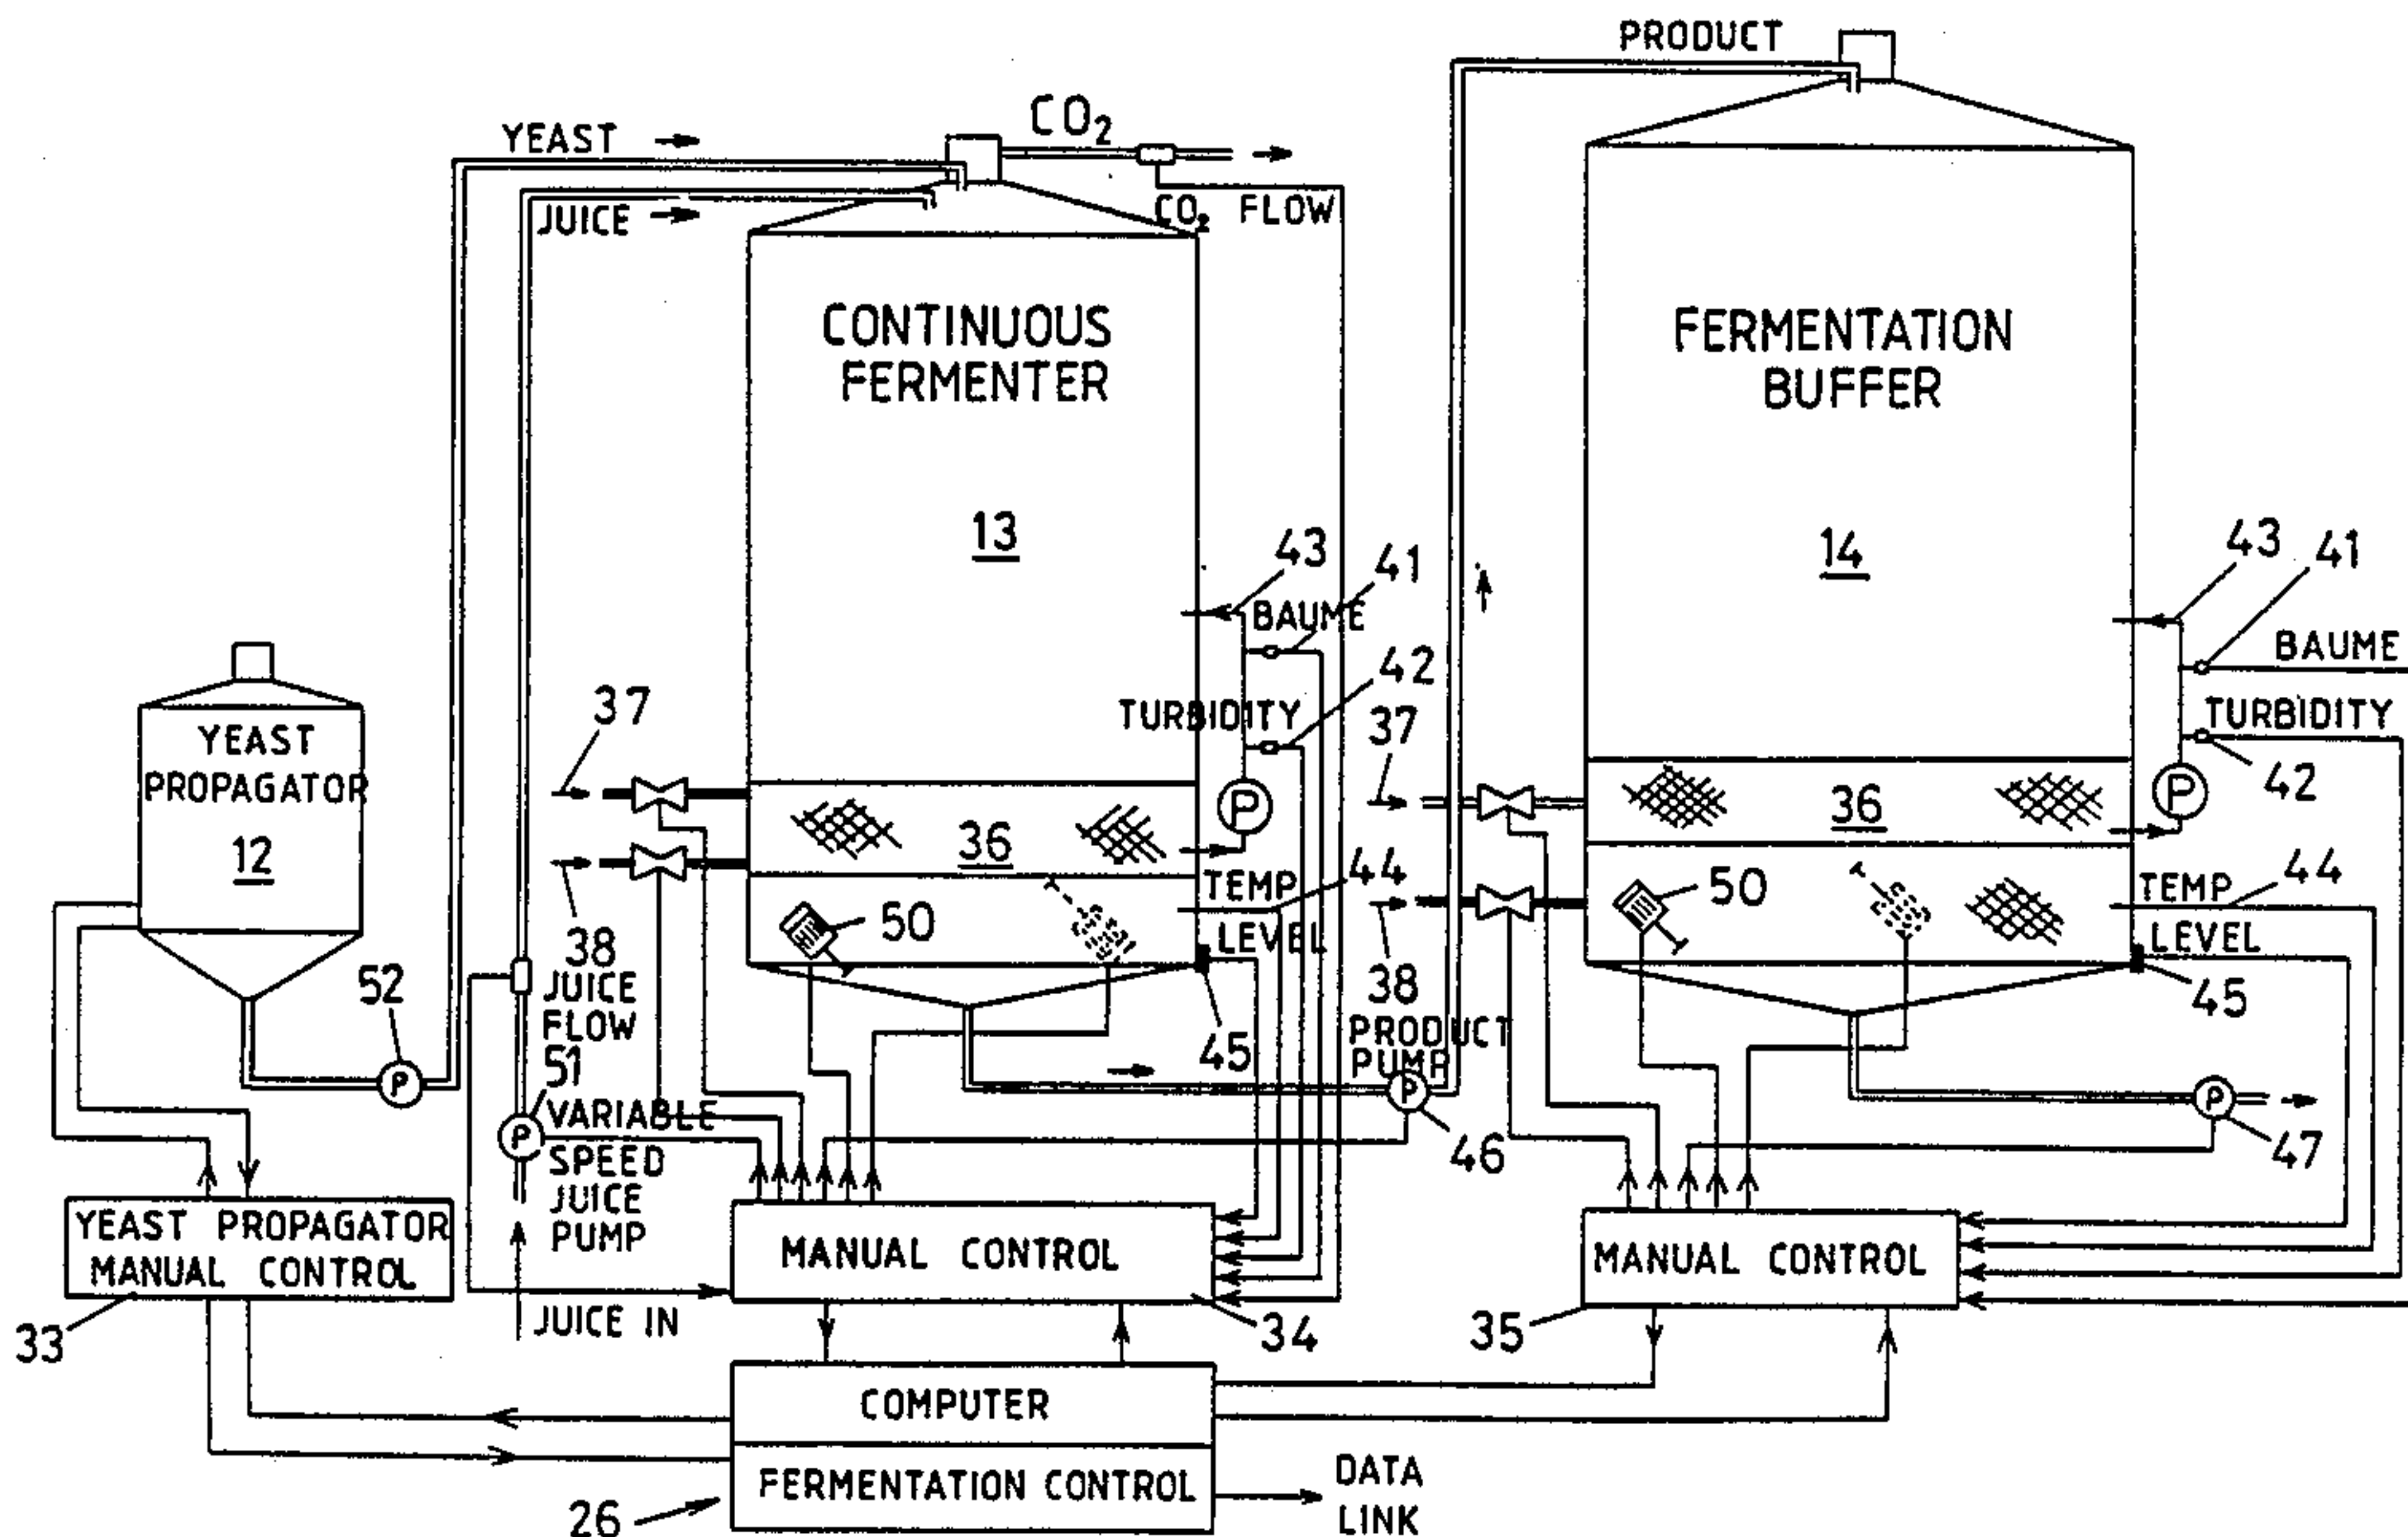 PRODUCT
CO₂
YEAST
JUICE
CO₂ FLOW
CONTINUOUS
FERMENTER
13
FERMENTATION
BUFFER
14
43
41
BAUME
42
TURBIDITY
43
41
BAUME
TURBIDITY
42
37
37
P
P
36
36
YEAST
PROPAGATOR
12
38
38
50
50
TEMP
44
LEVEL
45
TEMP
44
LEVEL
45
52
P
JUICE
FLOW
51
P
VARIABLE
SPEED
JUICE
PUMP
PRODUCT
PUMP
P
46
P
47
YEAST PROPAGATOR
MANUAL CONTROL
33
JUICE IN
MANUAL CONTROL
34
MANUAL CONTROL
35
COMPUTER
FERMENTATION CONTROL
26
DATA
LINK